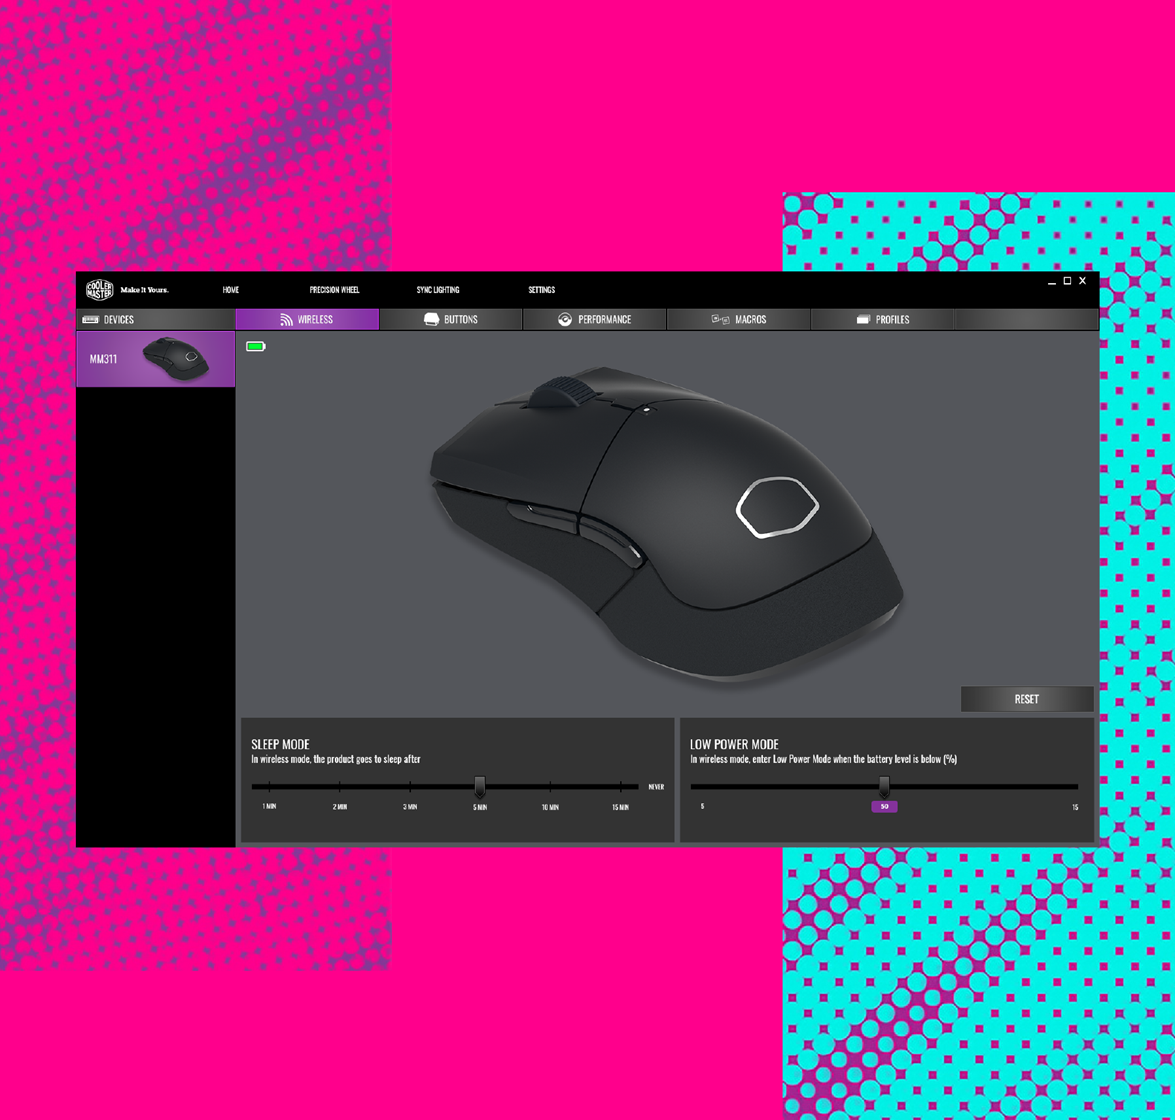 COOLER MASTER Make It Yours. HOME PRECISION WHEEL SYNC LIGHTING SETTINGS
DEVICES WIRELESS BUTTONS PERFORMANCE MACROS PROFILES
MM311
RESET
SLEEP MODE
In wireless mode, the product goes to sleep after
NEVER
1 MIN 2 MIN 3 MIN 5 MIN 10 MIN 15 MIN
LOW POWER MODE
In wireless mode, enter Low Power Mode when the battery level is below (%)
5 50 15